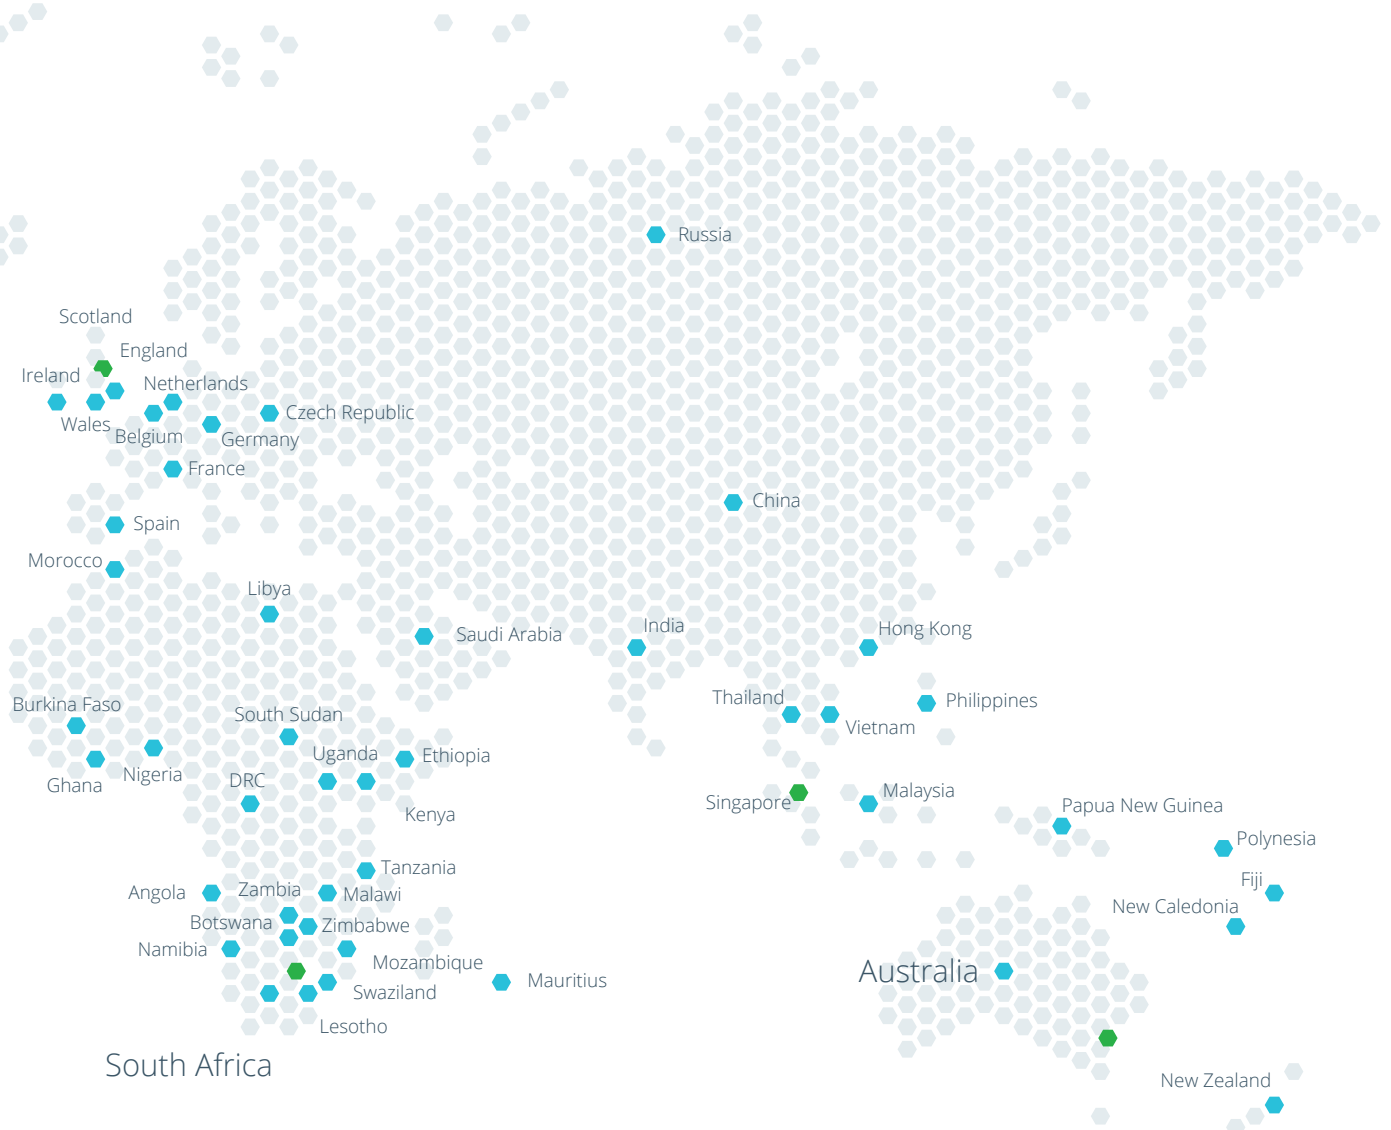 Russia
Scotland
England
Ireland
Netherlands
Czech Republic
Wales
Belgium
Germany
France
China
Spain
Morocco
Libya
India
Hong Kong
Saudi Arabia
Thailand
Philippines
Burkina Faso
South Sudan
Vietnam
Uganda
Ethiopia
Nigeria
DRC
Ghana
Malaysia
Singapore
Papua New Guinea
Kenya
Polynesia
Tanzania
Fiji
Angola
Zambia
Malawi
New Caledonia
Botswana
Zimbabwe
Namibia
Mozambique
Australia
Mauritius
Swaziland
Lesotho
South Africa
New Zealand